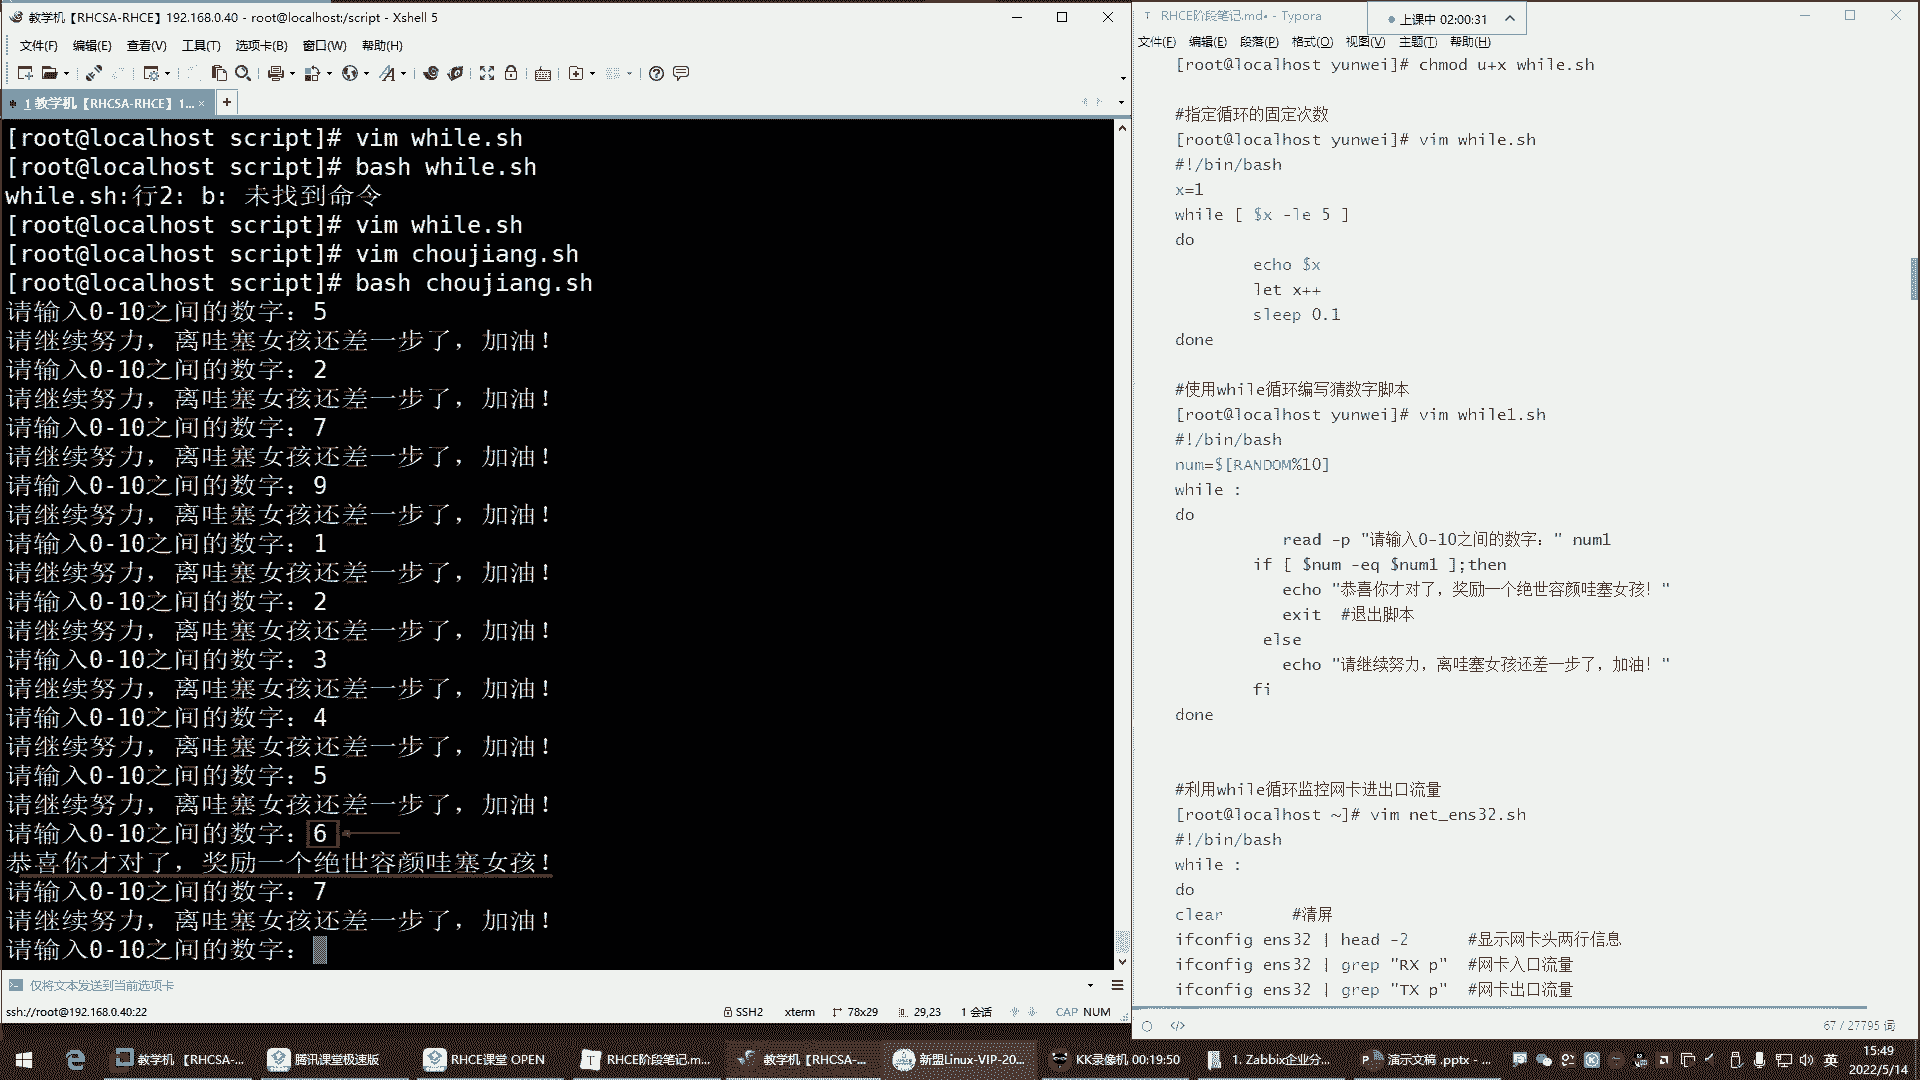 教学机【RHCSA-RHCE】192.168.0.40 - root@localhost:/script - Xshell 5
文件(F) 编辑(E) 查看(V) 工具(T) 选项卡(B) 窗口(W) 帮助(H)
1 教学机【RHCSA-RHCE】1...
[root@localhost script]# vim while.sh
[root@localhost script]# bash while.sh
while.sh:行2: b: 未找到命令
[root@localhost script]# vim while.sh
[root@localhost script]# vim choujiang.sh
[root@localhost script]# bash choujiang.sh
请输入0-10之间的数字: 5
请继续努力，离哇塞女孩还差一步了，加油！
请输入0-10之间的数字: 2
请继续努力，离哇塞女孩还差一步了，加油！
请输入0-10之间的数字: 7
请继续努力，离哇塞女孩还差一步了，加油！
请输入0-10之间的数字: 9
请继续努力，离哇塞女孩还差一步了，加油！
请输入0-10之间的数字: 1
请继续努力，离哇塞女孩还差一步了，加油！
请输入0-10之间的数字: 2
请继续努力，离哇塞女孩还差一步了，加油！
请输入0-10之间的数字: 3
请继续努力，离哇塞女孩还差一步了，加油！
请输入0-10之间的数字: 4
请继续努力，离哇塞女孩还差一步了，加油！
请输入0-10之间的数字: 5
请继续努力，离哇塞女孩还差一步了，加油！
请输入0-10之间的数字: 6
恭喜你才对了，奖励一个绝世容颜哇塞女孩！
请输入0-10之间的数字: 7
请继续努力，离哇塞女孩还差一步了，加油！
请输入0-10之间的数字:
仅将文本发送到当前选项卡
ssh://root@192.168.0.40:22 SSH2 xterm 78x29 29,23 1 会话 CAP NUM
RHCE阶段笔记.md• - Typora
上课中 02:00:31
文件(F) 编辑(E) 段落(P) 格式(O) 视图(V) 主题(T) 帮助(H)
[root@localhost yunwei]# chmod u+x while.sh
#指定循环的固定次数
[root@localhost yunwei]# vim while.sh
#!/bin/bash
x=1
while [ $x -le 5 ]
do
echo $x
let x++
sleep 0.1
done
#使用while循环编写猜数字脚本
[root@localhost yunwei]# vim while1.sh
#!/bin/bash
num=$[RANDOM%10]
while :
do
read -p "请输入0-10之间的数字：" num1
if [ $num -eq $num1 ];then
echo "恭喜你才对了，奖励一个绝世容颜哇塞女孩！"
exit #退出脚本
else
echo "请继续努力，离哇塞女孩还差一步了，加油！"
fi
done
#利用while循环监控网卡进出口流量
[root@localhost ~]# vim net_ens32.sh
#!/bin/bash
while :
do
clear #清屏
ifconfig ens32 | head -2 #显示网卡头两行信息
ifconfig ens32 | grep "RX p" #网卡入口流量
ifconfig ens32 | grep "TX p" #网卡出口流量
67 / 27795 词
教学机【RHCSA-... 腾讯课堂极速版 RHCE课堂 OPEN RHCE阶段笔记.m... 教学机【RHCSA-... 新盟Linux-VIP-20... KK录像机 00:19:50 1. Zabbix企业分... 演示文稿 .pptx - ... 英 15:49
2022/5/14